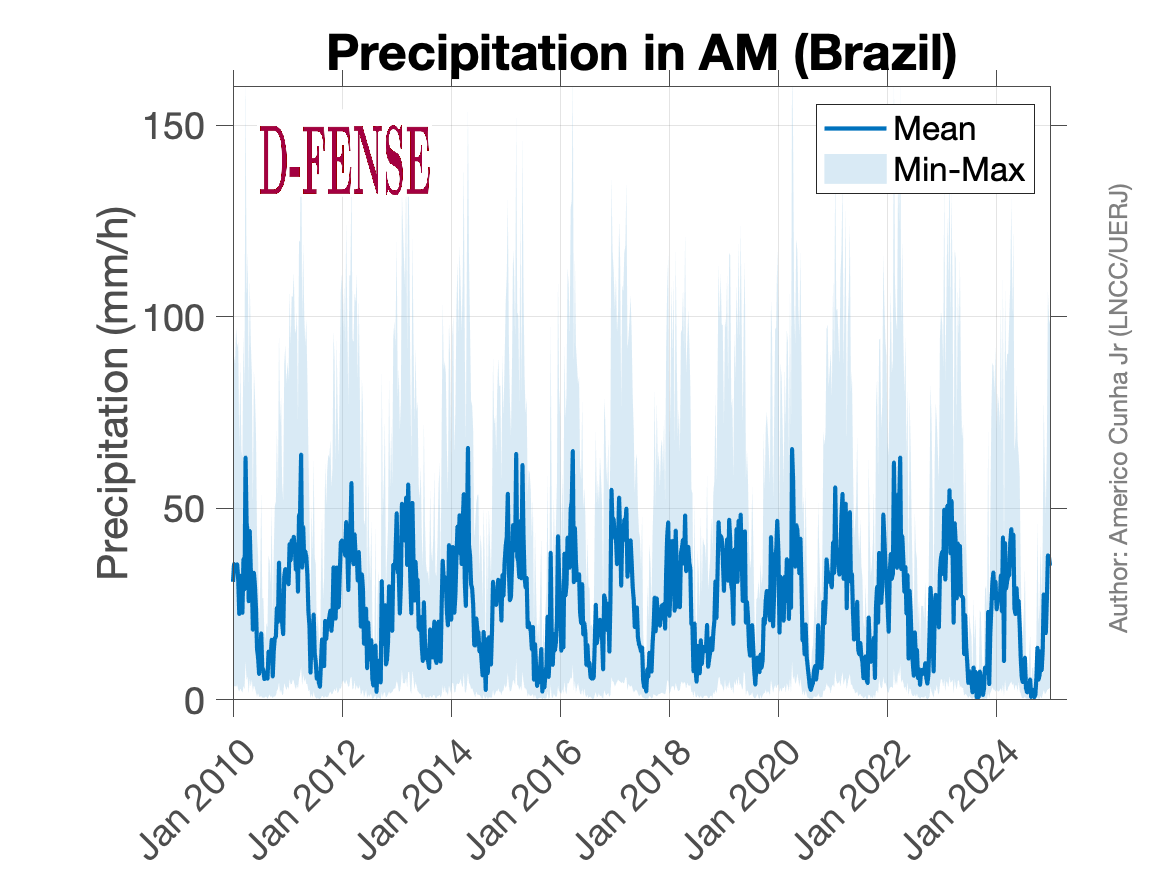 Precipitation in AM (Brazil)
D-FENSE
Mean
Min-Max
Precipitation (mm/h)
150
100
50
0
Jan 2010
Jan 2012
Jan 2014
Jan 2016
Jan 2018
Jan 2020
Jan 2022
Jan 2024
Author: Americo Cunha Jr (LNCC/UERJ)